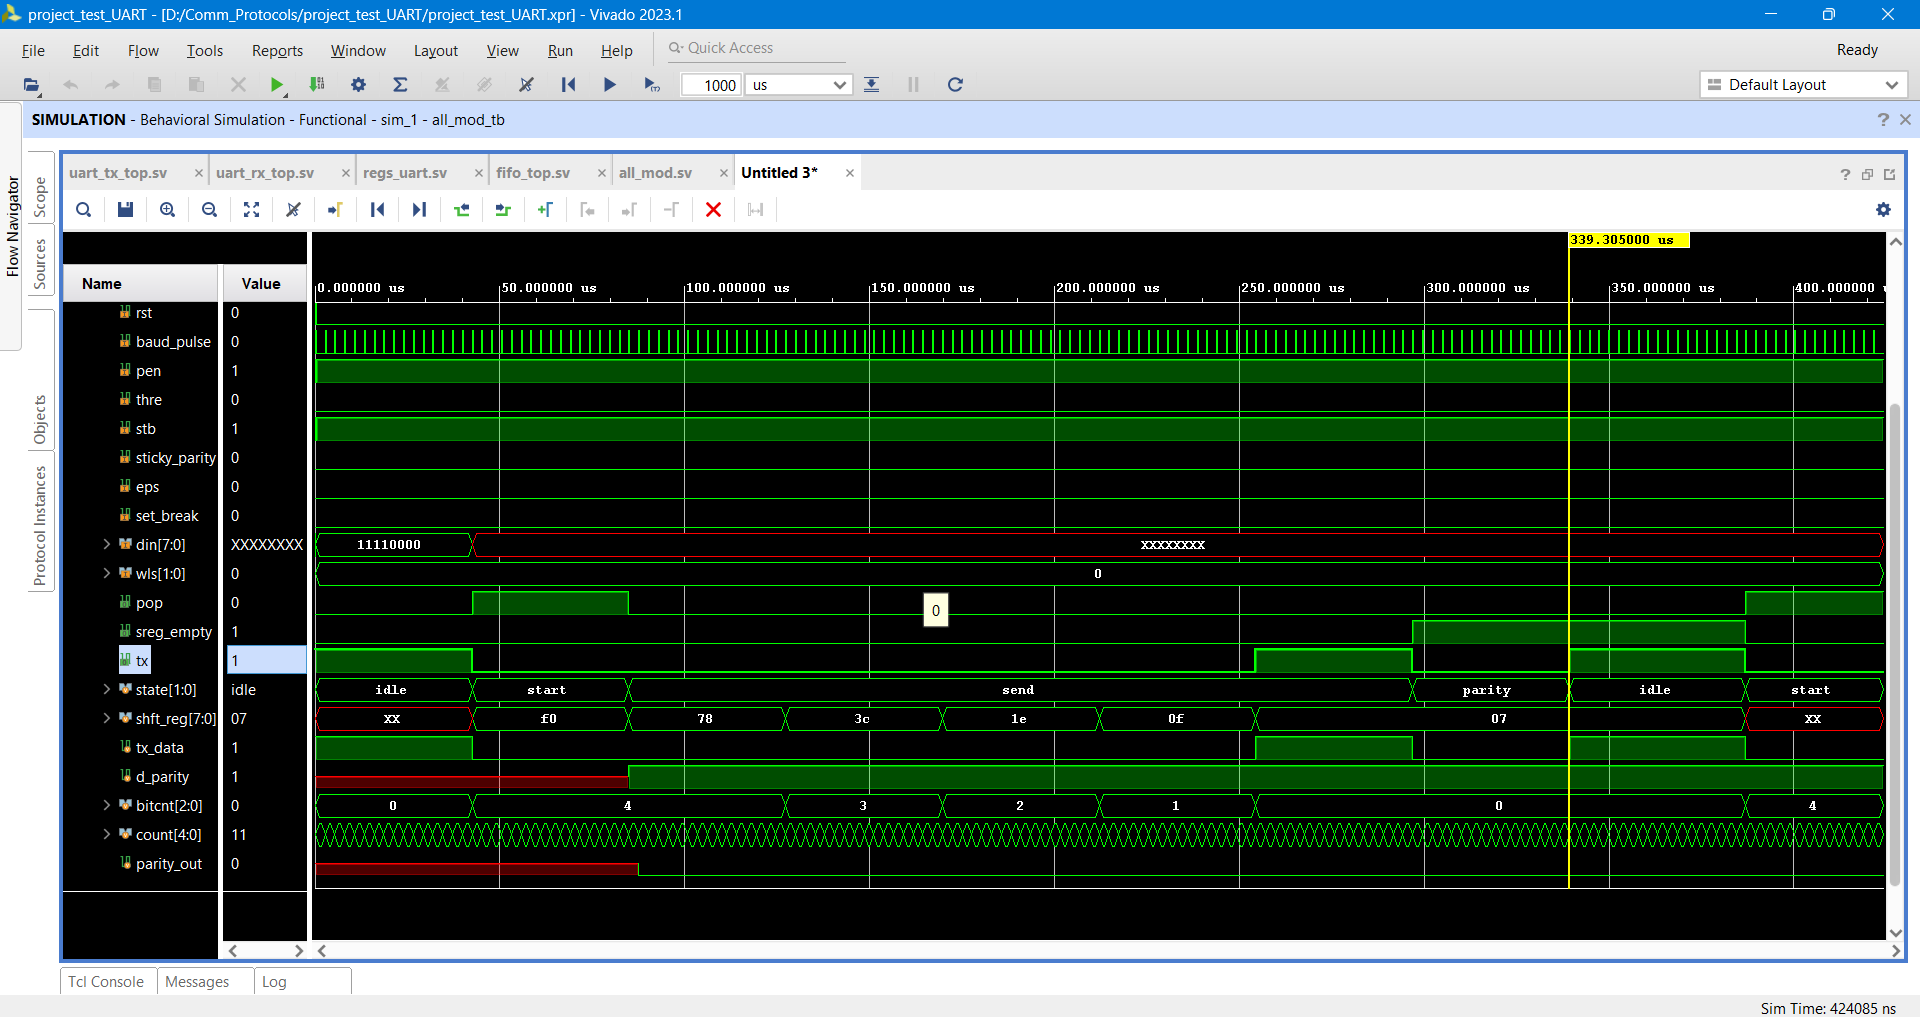 project_test_UART - [D:/Comm_Protocols/project_test_UART/project_test_UART.xpr] - Vivado 2023.1
File Edit Flow Tools Reports Window Layout View Run Help Quick Access Ready
1000 us Default Layout
SIMULATION - Behavioral Simulation - Functional - sim_1 - all_mod_tb ?
Flow Navigator
Scope
Sources
Objects
Protocol Instances
uart_tx_top.sv uart_rx_top.sv regs_uart.sv fifo_top.sv all_mod.sv Untitled 3* ?
339.305000 us
Name Value
0.000000 us 50.000000 us 100.000000 us 150.000000 us 200.000000 us 250.000000 us 300.000000 us 350.000000 us 400.000000
rst 0
baud_pulse 0
pen 1
thre 0
stb 1
sticky_parity 0
eps 0
set_break 0
din[7:0] XXXXXXXX 11110000 XXXXXXXX
wls[1:0] 0 0
pop 0 0
sreg_empty 1
tx 1
state[1:0] idle idle start send parity idle start
shft_reg[7:0] 07 XX f0 78 3c 1e 0f 07 XX
tx_data 1
d_parity 1
bitcnt[2:0] 0 0 4 3 2 1 0 4
count[4:0] 11
parity_out 0
Tcl Console Messages Log
Sim Time: 424085 ns